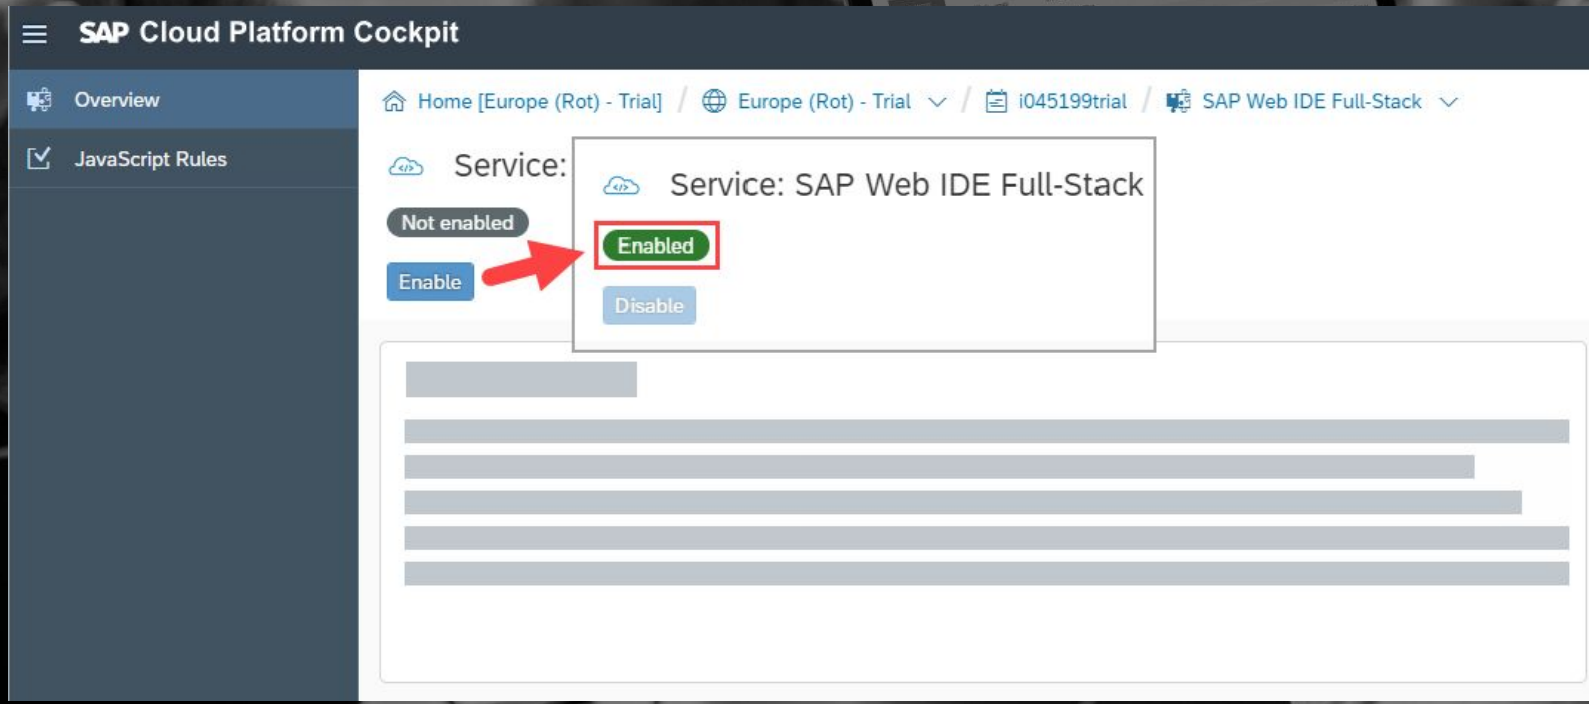 SAP Cloud Platform Cockpit
Overview
JavaScript Rules
Home [Europe (Rot) - Trial] / Europe (Rot) - Trial / i045199trial / SAP Web IDE Full-Stack
Service:
Not enabled
Enable
Service: SAP Web IDE Full-Stack
Enabled
Disable